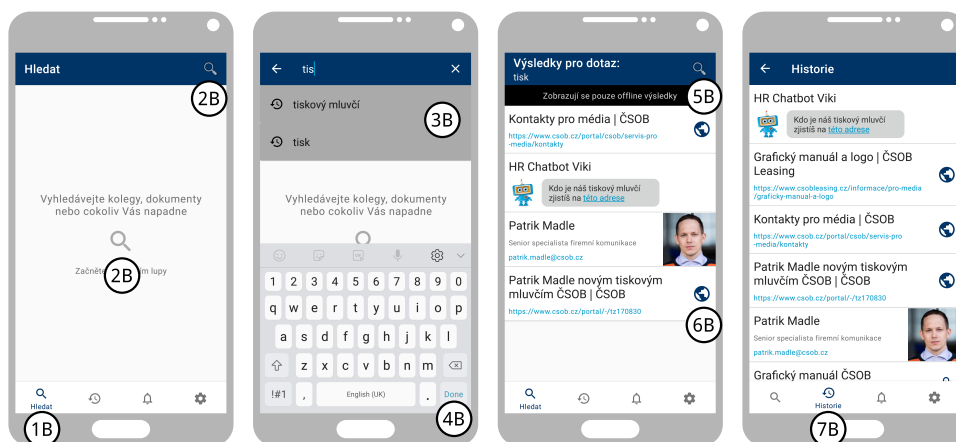 Hledat
2B
Vyhledávejte kolegy, dokumenty
nebo cokoliv Vás napadne
Začněte
ím lupy
2B
Hledat
1B
tis
tiskový mluvčí
3B
tisk
Vyhledávejte kolegy, dokumenty
nebo cokoliv Vás napadne
GIF
1 2 3 4 5 6 7 8 9 0
q w e r t y u i o p
a s d f g h j k l
z x c v b n m
!#1 , English (UK) . Done
4B
Výsledky pro dotaz:
tisk
Zobrazují se pouze offline výsledky
5B
Kontakty pro média | ČSOB
https://www.csob.cz/portal/csob/servis-pro
-media/kontakty
HR Chatbot Viki
Kdo je náš tiskový mluvčí
zjistíš na této adrese
Patrik Madle
Senior specialista firemní komunikace
patrik.madle@csob.cz
Patrik Madle novým tiskovým
mluvčím ČSOB | ČSOB
https://www.csob.cz/portal/-/tz170830
6B
Hledat
Historie
HR Chatbot Viki
Kdo je náš tiskový mluvčí
zjistíš na této adrese
Grafický manuál a logo | ČSOB
Leasing
https://www.csobleasing.cz/informace/pro-media
/graficky-manual-a-logo
Kontakty pro média | ČSOB
https://www.csob.cz/portal/csob/servis-pro
-media/kontakty
Patrik Madle novým tiskovým
mluvčím ČSOB | ČSOB
https://www.csob.cz/portal/-/tz170830
Patrik Madle
Senior specialista firemní komunikace
patrik.madle@csob.cz
Grafický manuál ČSOB
Historie
7B